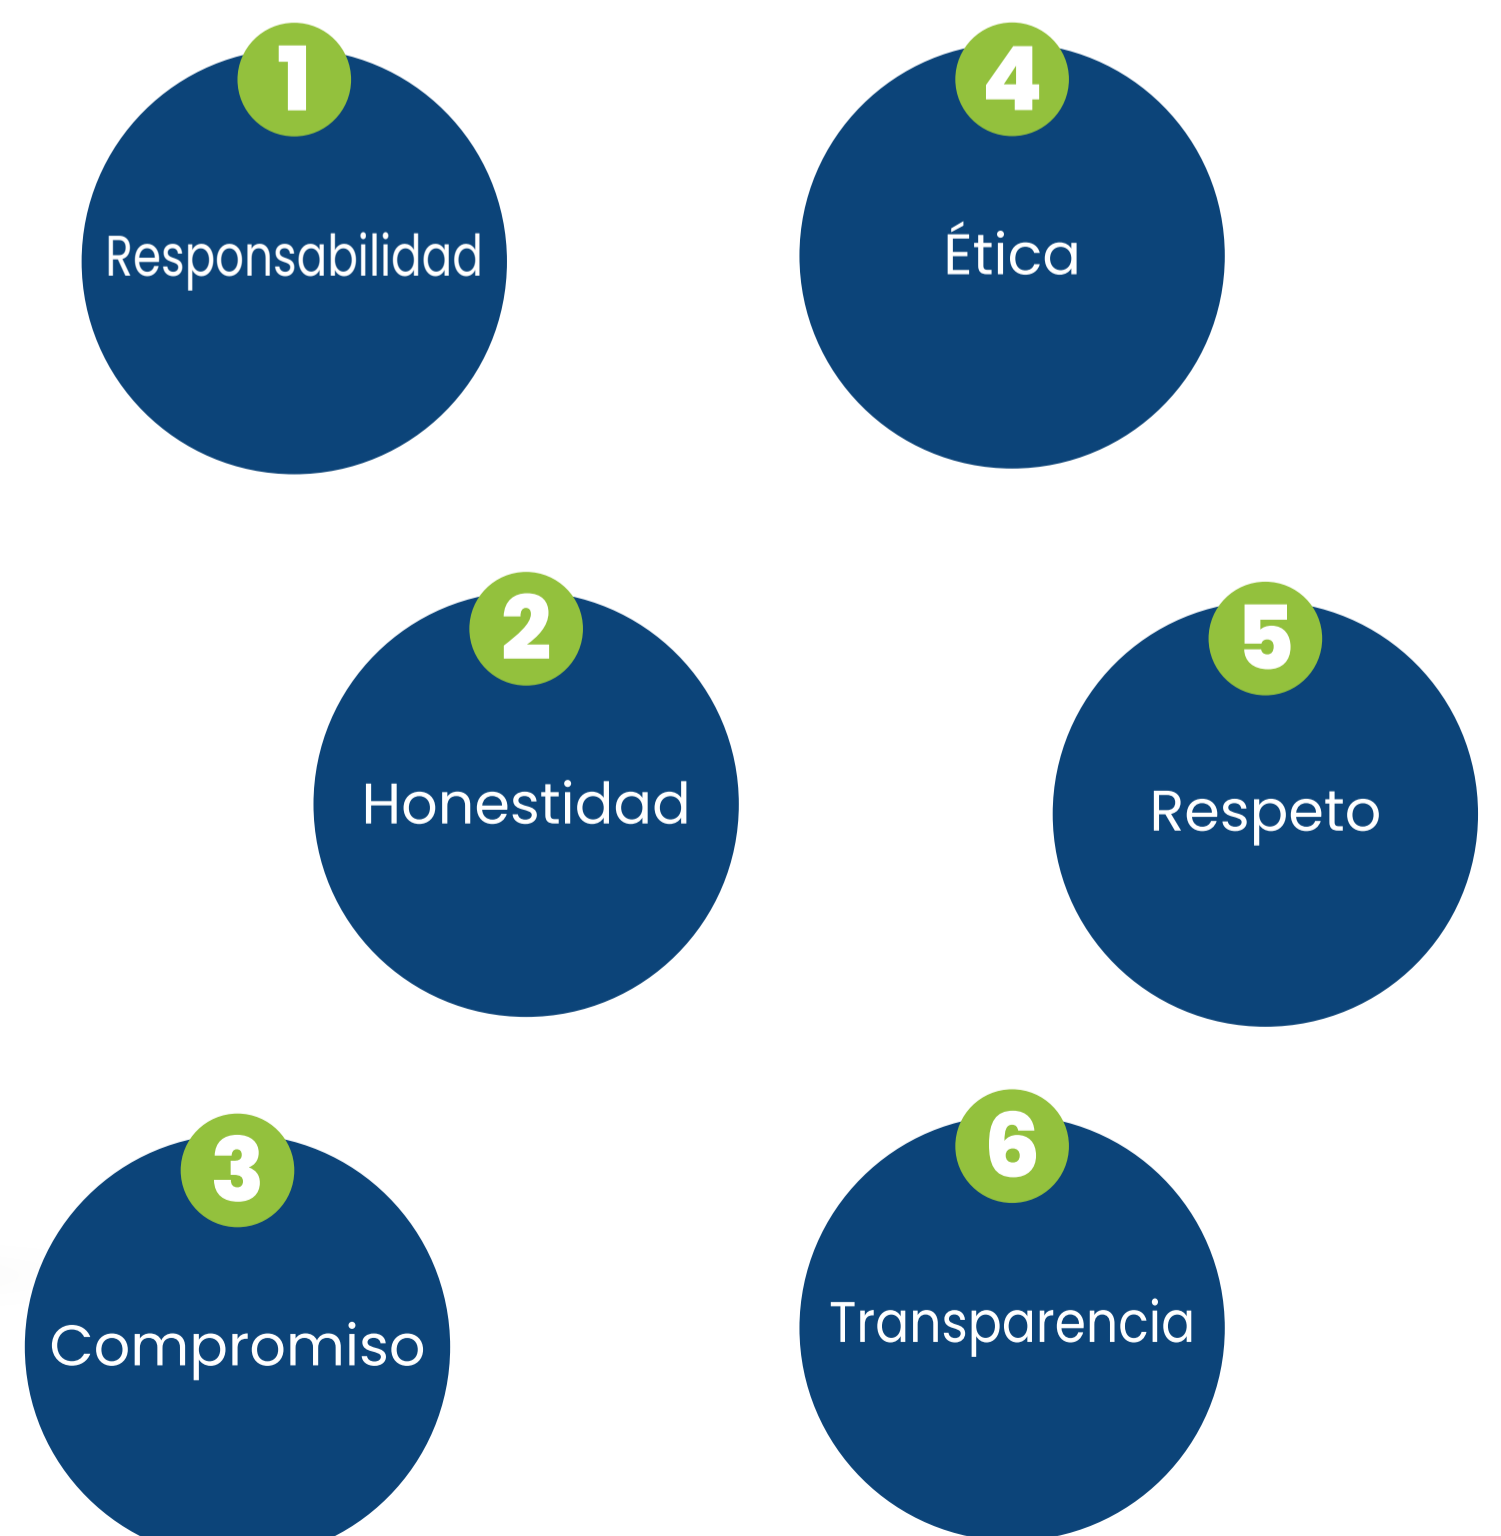 1
Responsabilidad
2
Honestidad
3
Compromiso
4
Ética
5
Respeto
6
Transparencia